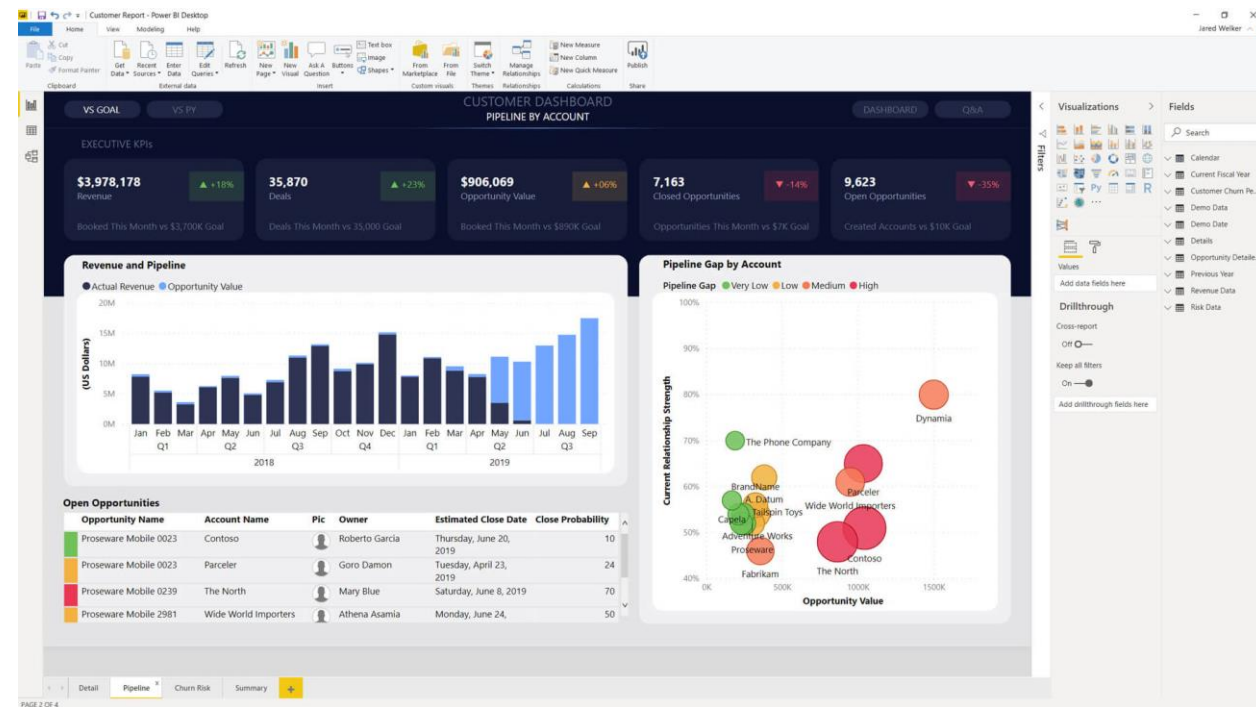 Customer Report - Power BI Desktop
Jared Welker
File Home View Modeling Help
Paste
Cut
Copy
Format Painter
Get Data
Recent Sources
Enter Data
Edit Queries
Refresh
New Page
New Visual
Ask A Question
Buttons
Text box
Image
Shapes
From Marketplace
From File
Switch Theme
Manage Relationships
New Measure
New Column
New Quick Measure
Publish
Clipboard External data Insert Custom visuals Themes Relationships Calculations Share
VS GOAL VS PY
CUSTOMER DASHBOARD
PIPELINE BY ACCOUNT
DASHBOARD Q&A
EXECUTIVE KPIs
$3,978,178
Revenue
▲ +18%
Booked This Month vs $3,700K Goal
35,870
Deals
▲ +23%
Deals This Month vs 35,000 Goal
$906,069
Opportunity Value
▲ +06%
Booked This Month vs $890K Goal
7,163
Closed Opportunities
▼ -14%
Opportunities This Month vs $7K Goal
9,623
Open Opportunities
▼ -35%
Created Accounts vs $10K Goal
Revenue and Pipeline
Actual Revenue Opportunity Value
(US Dollars)
20M
15M
10M
5M
0M
Jan Feb Mar Apr May Jun Jul Aug Sep Oct Nov Dec Jan Feb Mar Apr May Jun Jul Aug Sep
Q1 Q2 Q3 Q4 Q1 Q2 Q3
2018 2019
Pipeline Gap by Account
Pipeline Gap Very Low Low Medium High
Current Relationship Strength
100%
90%
80%
70%
60%
50%
40%
Dynamia
The Phone Company
BrandName
Parceler
A. Datum
Wide World Importers
Tailspin Toys
Capela
Adventure Works
Proseware
Contoso
Fabrikam
The North
0K 500K 1000K 1500K
Opportunity Value
Open Opportunities
Opportunity Name Account Name Pic Owner Estimated Close Date Close Probability
Proseware Mobile 0023 Contoso Roberto Garcia Thursday, June 20, 10
2019
Proseware Mobile 0023 Parceler Goro Damon Tuesday, April 23, 24
2019
Proseware Mobile 0239 The North Mary Blue Saturday, June 8, 2019 70
Proseware Mobile 2981 Wide World Importers Athena Asamia Monday, June 24, 50
Filters
Visualizations
Py R
Values
Add data fields here
Drillthrough
Cross-report
Off
Keep all filters
On
Add drillthrough fields here
Fields
Search
Calendar
Current Fiscal Year
Customer Churn Pe..
Demo Data
Demo Date
Details
Opportunity Detaile
Previous Year
Revenue Data
Risk Data
Detail Pipeline x Churn Risk Summary +
PAGE 2 OF 4